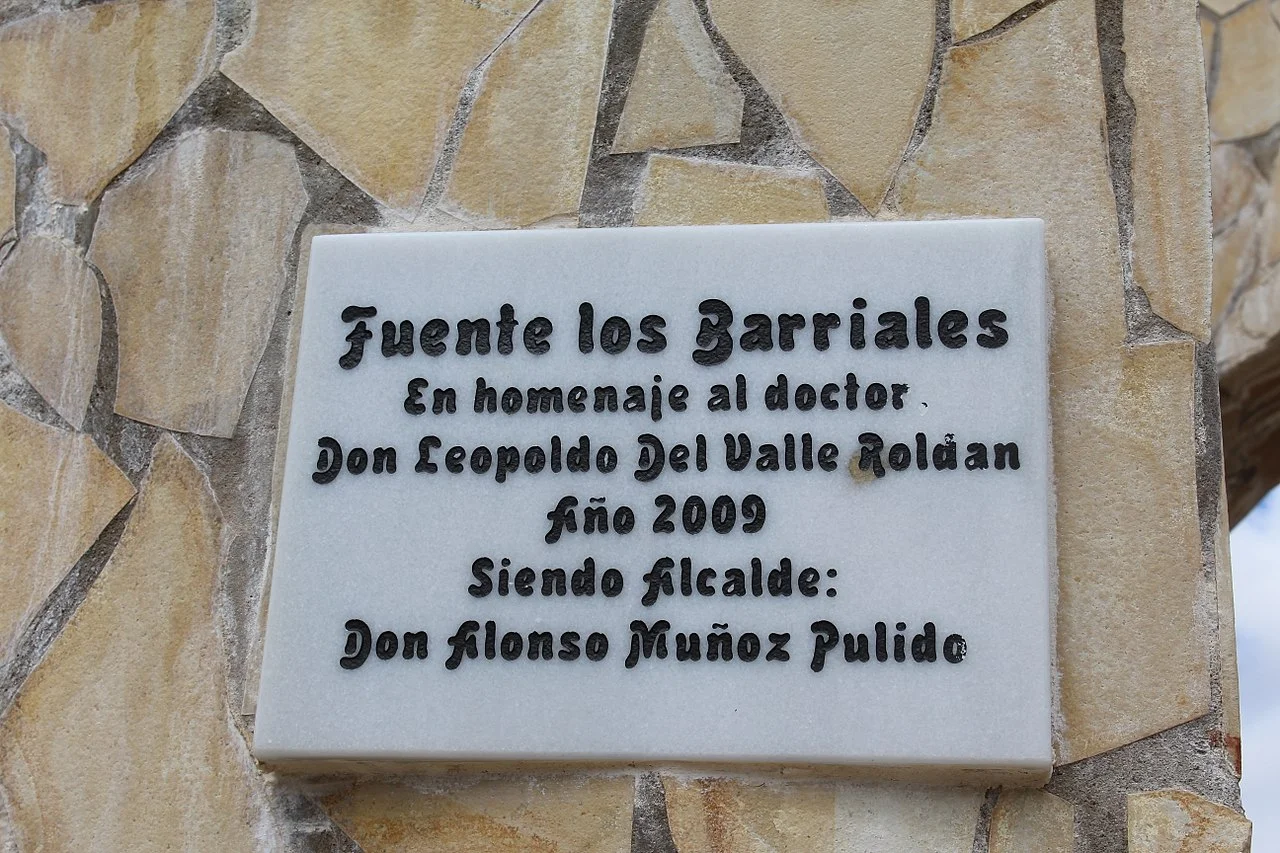 Fuente los Barriales
En homenaje al doctor
Don Leopoldo Del Valle Roldán
Año 2009
Siendo Alcalde:
Don Alonso Muñoz Pulido